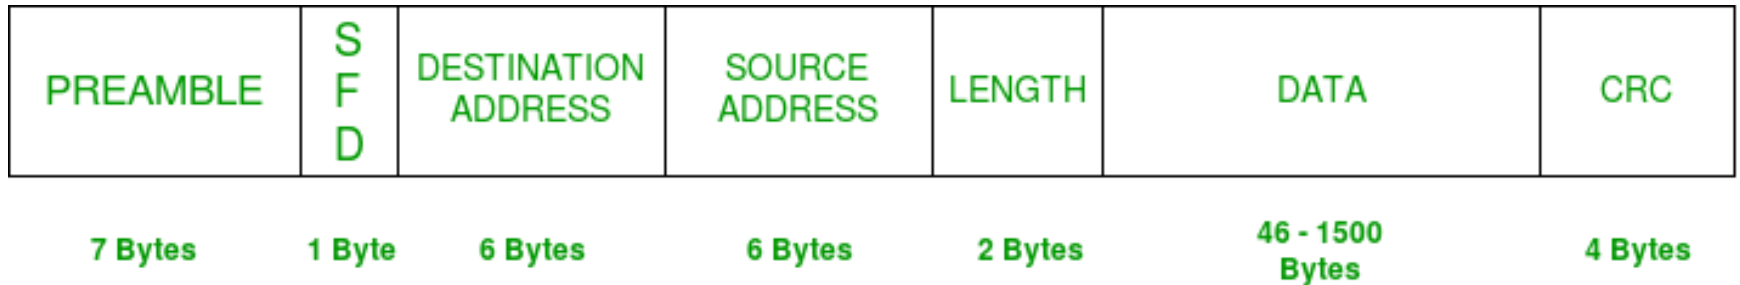 PREAMBLE
S
F
D
DESTINATION
ADDRESS
SOURCE
ADDRESS
LENGTH
DATA
CRC
7 Bytes
1 Byte
6 Bytes
6 Bytes
2 Bytes
46 - 1500
Bytes
4 Bytes